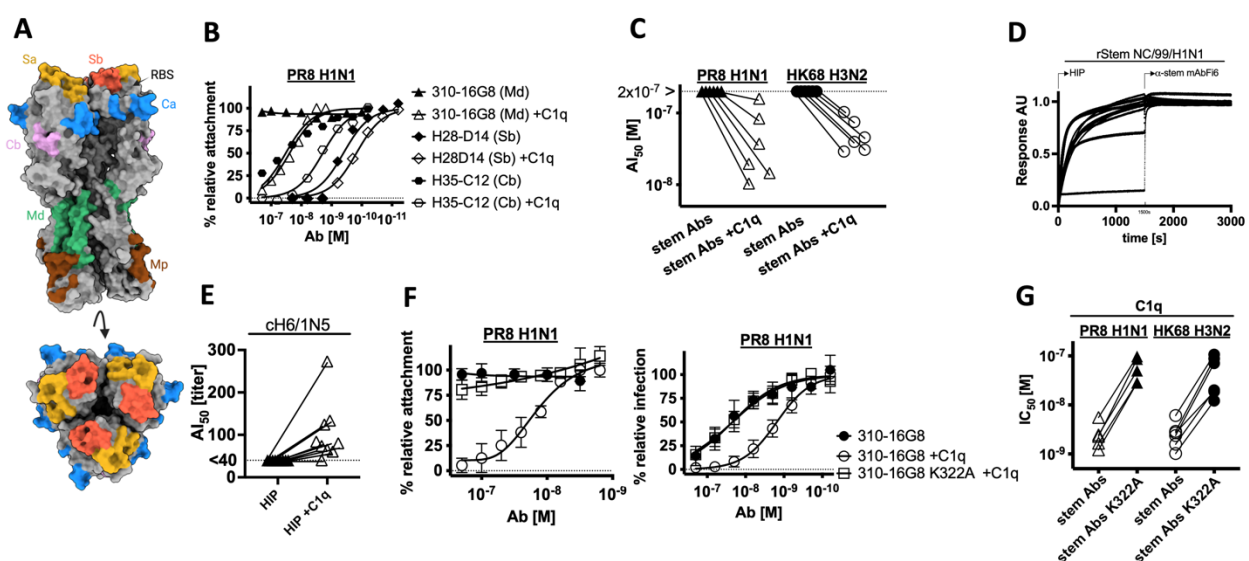 A
Sa
Sb
RBS
Ca
Cb
Md
Mp
B
PR8 H1N1
% relative attachment
100
75
50
25
0
10-7
10-8
10-9
10-10
10-11
Ab [M]
310-16G8 (Md)
310-16G8 (Md) +C1q
H28-D14 (Sb)
H28D14 (Sb) +C1q
H35-C12 (Cb)
H35-C12 (Cb) +C1q
C
PR8 H1N1 HK68 H3N2
2x10-7 >
10-7
10-8
AI50 [M]
stem Abs
stem Abs +C1q
stem Abs
stem Abs +C1q
D
rStem NC/99/H1N1
HIP
α-stem mAbFi6
Response AU
1.0
0.5
0.0
0
1000
1500s
2000
3000
time [s]
E
cH6/1N5
AI50 [titer]
300
200
100
<40
HIP
HIP +C1q
F
PR8 H1N1
% relative attachment
100
75
50
25
0
10-7
10-8
10-9
Ab [M]
PR8 H1N1
% relative infection
100
75
50
25
0
10-7
10-8
10-9
10-10
Ab [M]
310-16G8
310-16G8 +C1q
310-16G8 K322A +C1q
G
C1q
PR8 H1N1 HK68 H3N2
IC50 [M]
10-7
10-8
10-9
stem Abs
stem Abs K322A
stem Abs
stem Abs K322A